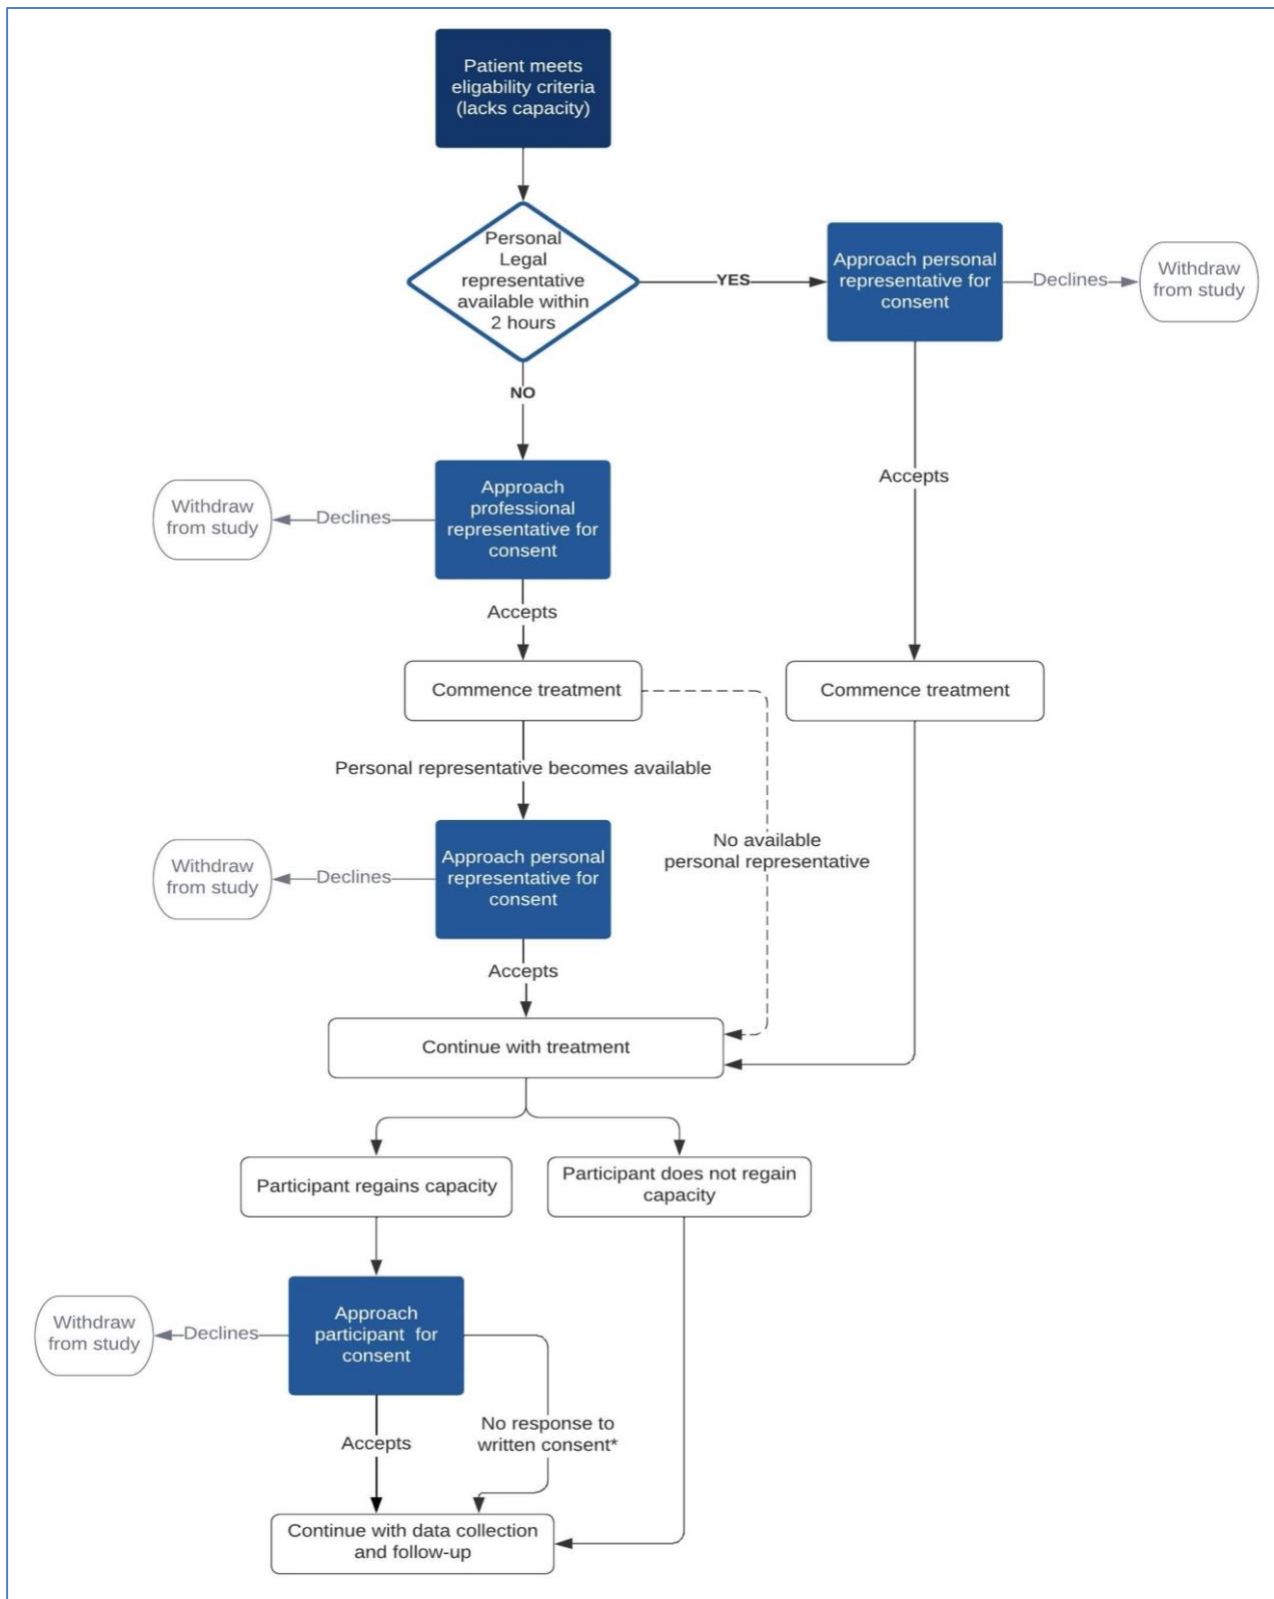 Patient meets
eligability criteria
(lacks capacity)
Personal
Legal
representative
available within
2 hours
YES
Approach personal
representative for
consent
Declines
Withdraw
from study
NO
Accepts
Approach
professional
representative for
consent
Declines
Withdraw
from study
Accepts
Commence treatment
Commence treatment
Personal representative becomes available
No available
personal representative
Approach personal
representative for
consent
Declines
Withdraw
from study
Accepts
Continue with treatment
Participant regains capacity
Participant does not regain
capacity
Approach
participant for
consent
Declines
Withdraw
from study
Accepts
No response to
written consent*
Continue with data collection
and follow-up